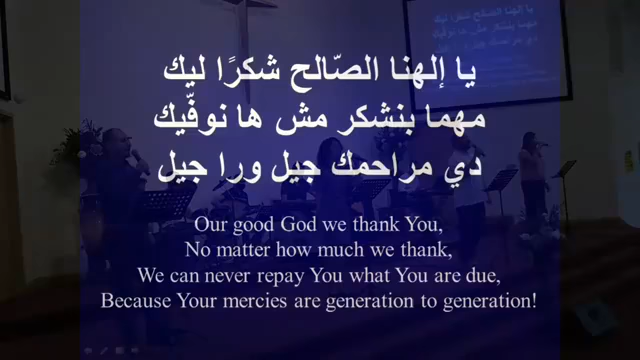 يا إلهنا الصّالح شكرًا ليك
مهما بنشكر مش ها نوفّيك
دي مراحمك جيل ورا جيل
Our good God we thank You,
No matter how much we thank,
We can never repay You what You are due,
Because Your mercies are generation to generation!